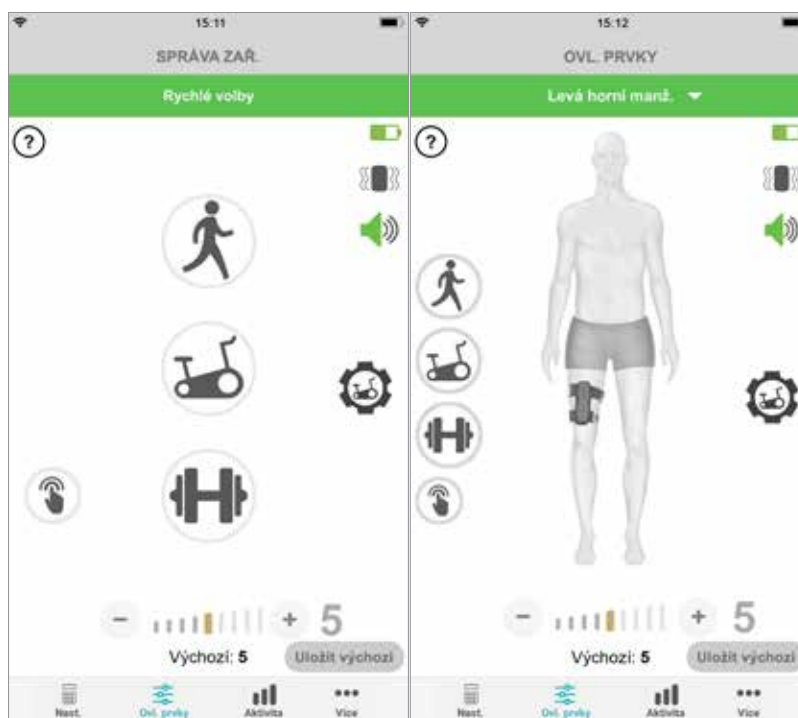 15:11
SPRÁVA ZAŘ.
Rychlé volby
?
5
Výchozí: 5
Uložit výchozí
Nast.
Ovl. prvky
Aktivita
Více
15:12
OVL. PRVKY
Levá horní manž.
?
5
Výchozí: 5
Uložit výchozí
Nast.
Ovl. prvky
Aktivita
Více